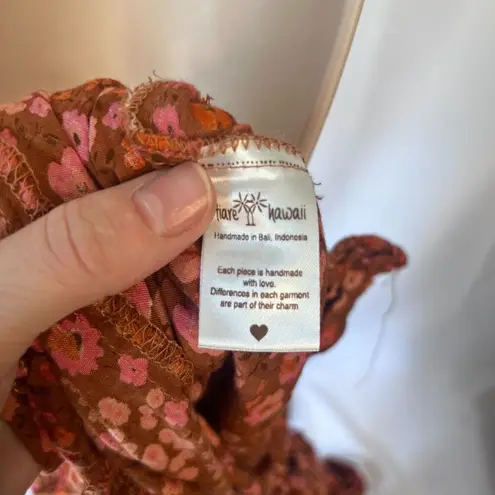 tiare hawaii
Handmade in Bali, Indonesia
Each piece is handmade
with love.
Differences in each garment
are part of their charm